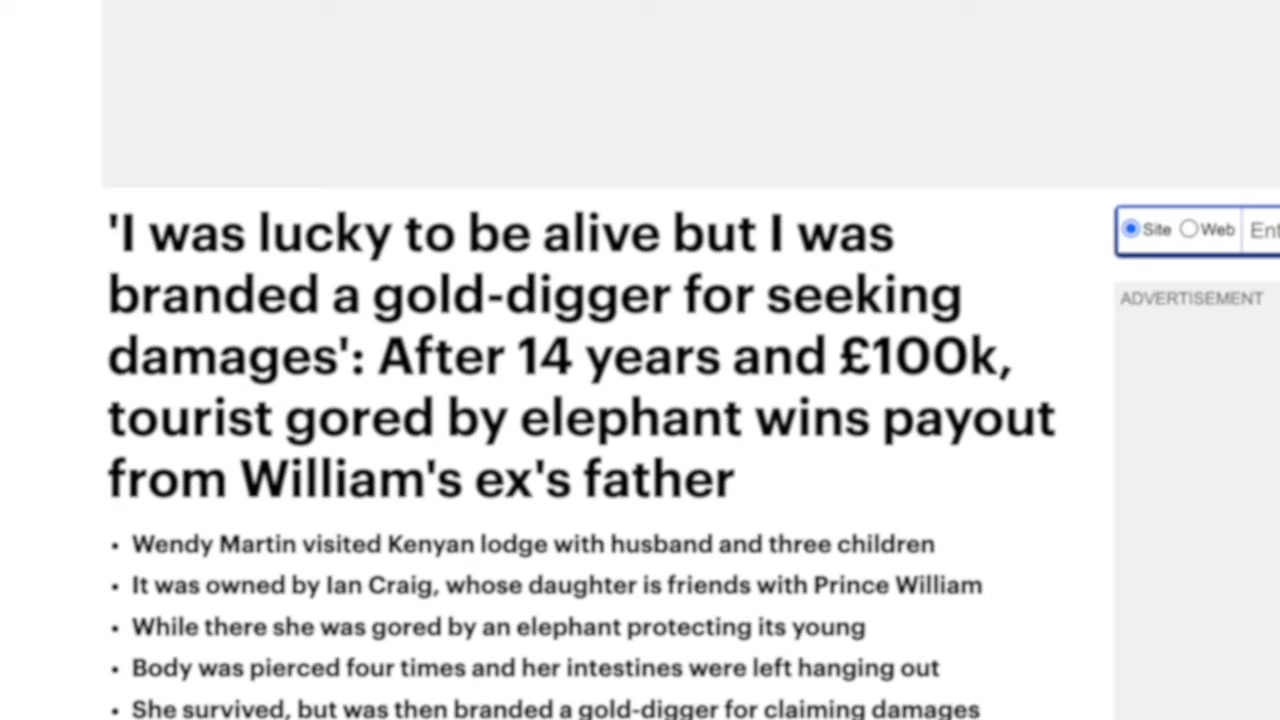 'I was lucky to be alive but I was
branded a gold-digger for seeking
damages': After 14 years and £100k,
tourist gored by elephant wins payout
from William's ex's father
Site Web Ent
ADVERTISEMENT
• Wendy Martin visited Kenyan lodge with husband and three children
• It was owned by Ian Craig, whose daughter is friends with Prince William
• While there she was gored by an elephant protecting its young
• Body was pierced four times and her intestines were left hanging out
• She survived, but was then branded a gold-digger for claiming damages